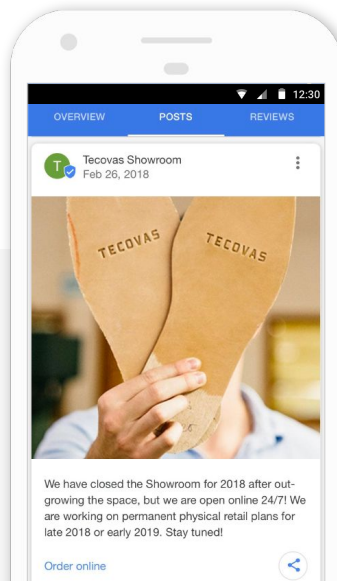 12:30
OVERVIEW POSTS REVIEWS
T
Tecovas Showroom
Feb 26, 2018
TECOVAS TECOVAS
We have closed the Showroom for 2018 after out-
growing the space, but we are open online 24/7! We
are working on permanent physical retail plans for
late 2018 or early 2019. Stay tuned!
Order online